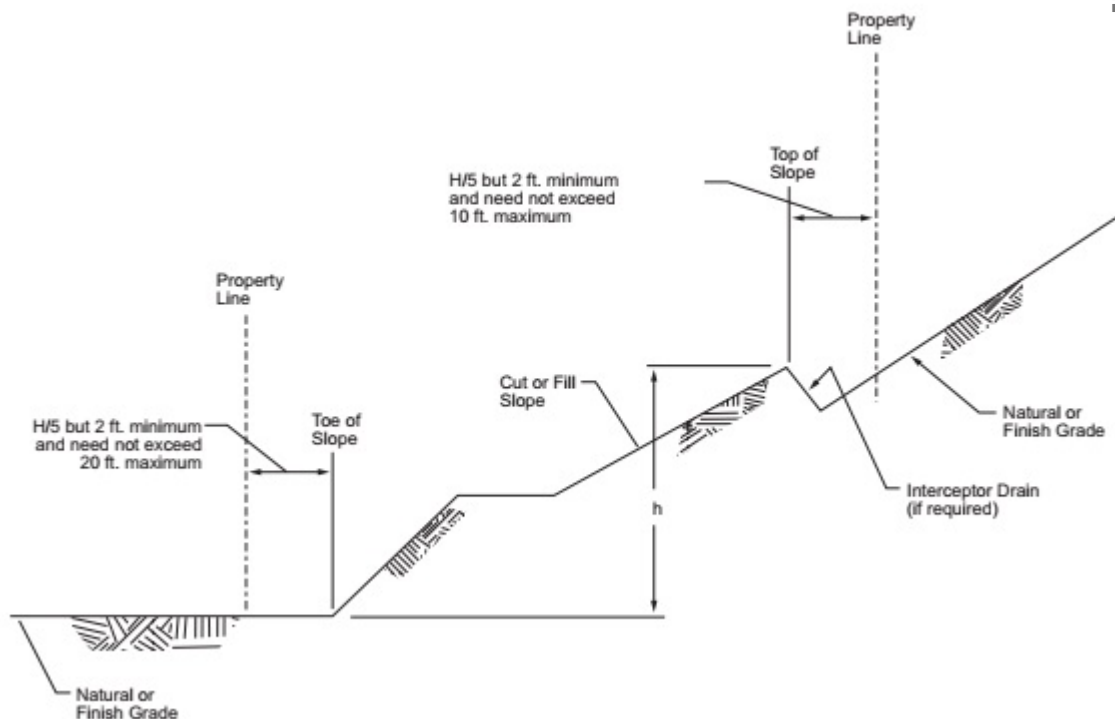 Property
Line
Top of
Slope
H/5 but 2 ft. minimum
and need not exceed
10 ft. maximum
Property
Line
Cut or Fill
Slope
Toe of
Slope
H/5 but 2 ft. minimum
and need not exceed
20 ft. maximum
Natural or
Finish Grade
Interceptor Drain
(if required)
h
Natural or
Finish Grade